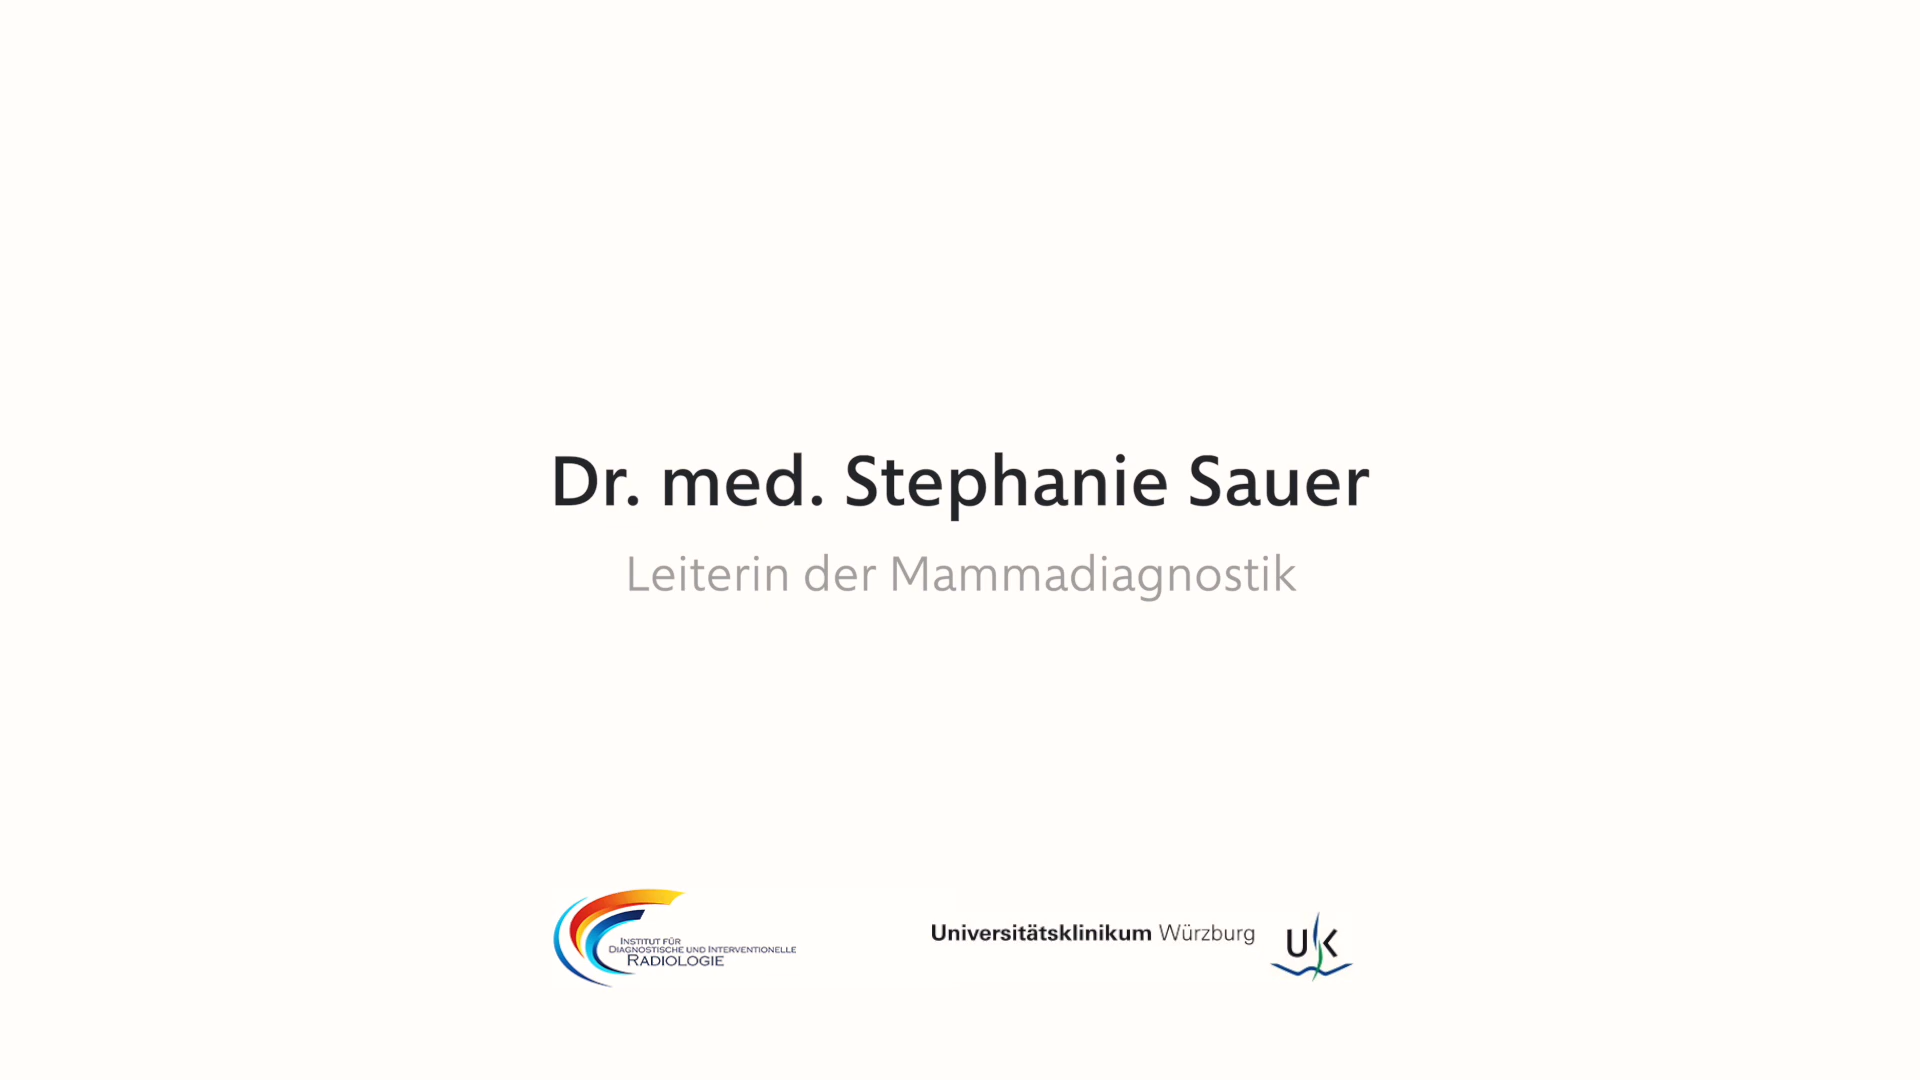 Dr. med. Stephanie Sauer
Leiterin der Mammadiagnostik
INSTITUT FÜR
DIAGNOSTISCHE UND INTERVENTIONELLE
RADIOLOGIE
Universitätsklinikum Würzburg
UK